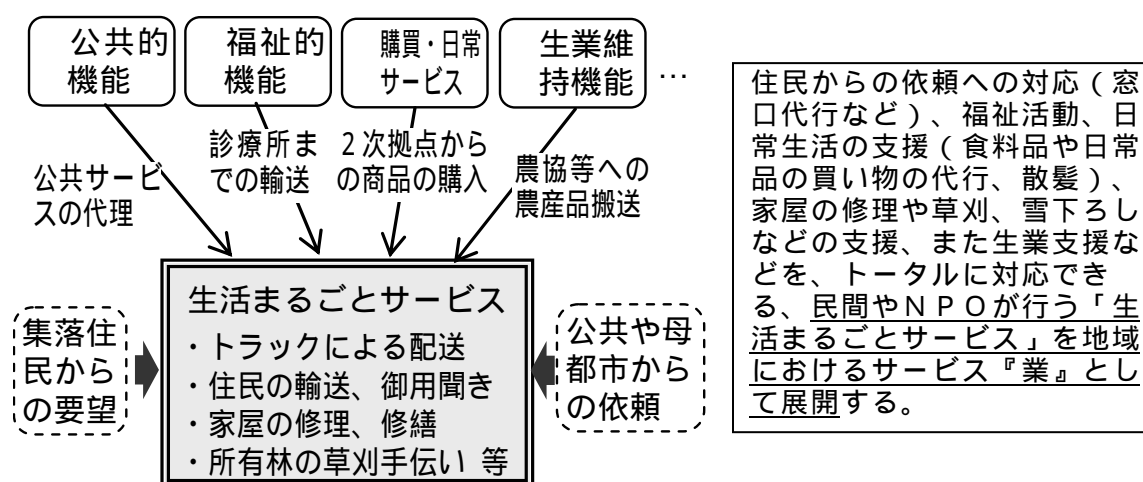 公共的
機能
福祉的
機能
購買・日常
サービス
生業維
持機能
…
公共サービ
スの代理
診療所ま
での輸送
2次拠点から
の商品の購入
農協等への
農産品搬送
集落住
民から
の要望
生活まるごとサービス
・トラックによる配送
・住民の輸送、御用聞き
・家屋の修理、修繕
・所有林の草刈手伝い 等
公共や母
都市から
の依頼
住民からの依頼への対応(窓
口代行など)、福祉活動、日
常生活の支援(食料品や日常
品の買い物の代行、散髪)、
家屋の修理や草刈、雪下ろし
などの支援、また生業支援な
どを、トータルに対応でき
る、民間やNPOが行う「生
活まるごとサービス」を地域
におけるサービス『業』とし
て展開する。